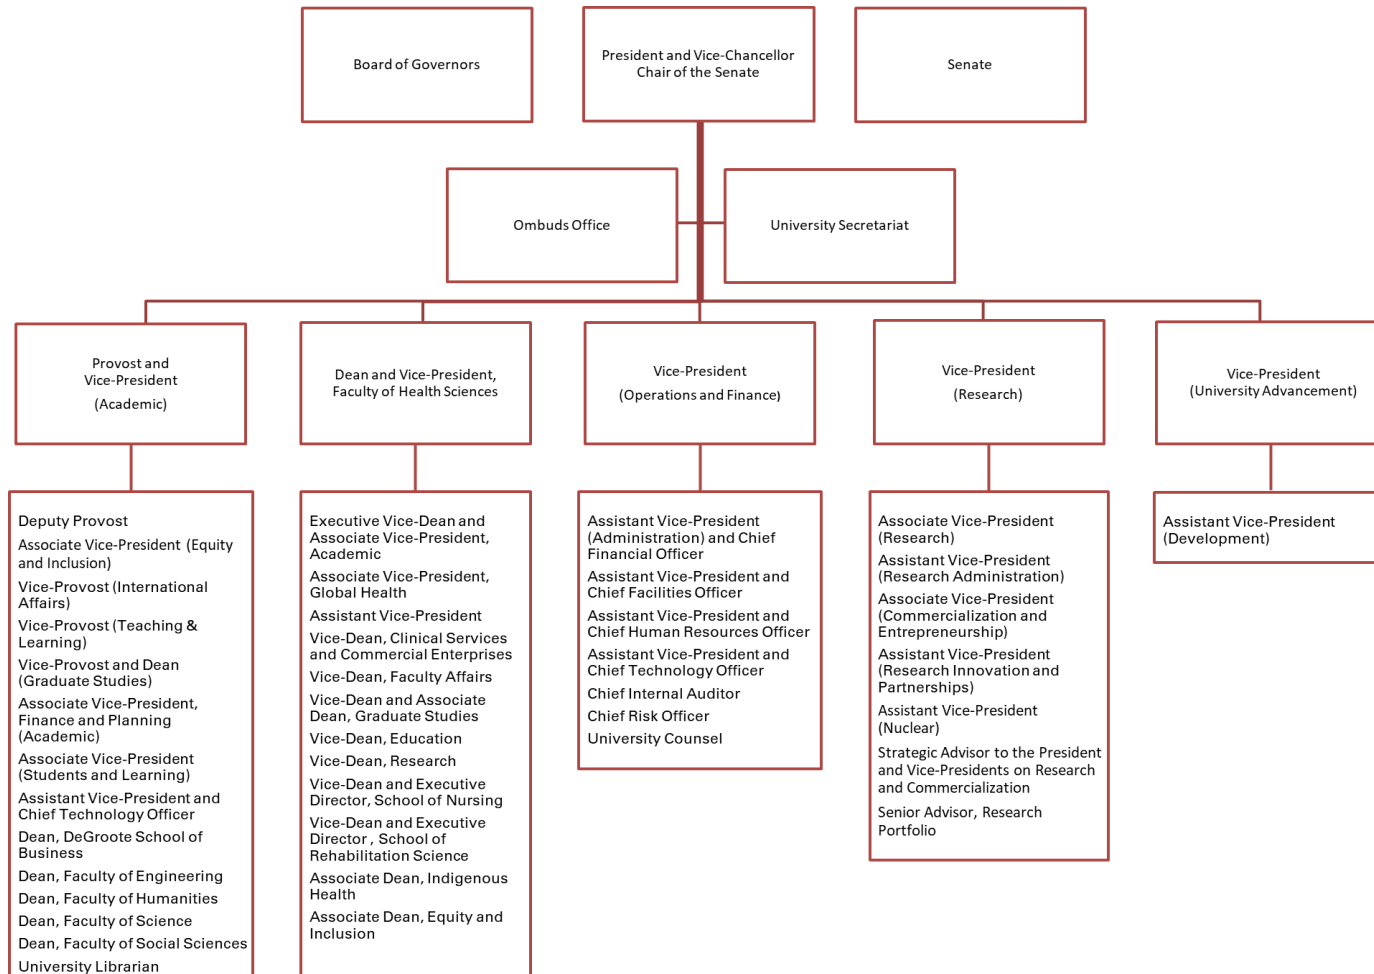 Board of Governors
President and Vice-Chancellor
Chair of the Senate
Senate
Ombuds Office
University Secretariat
Provost and
Vice-President
(Academic)
Dean and Vice-President,
Faculty of Health Sciences
Vice-President
(Operations and Finance)
Vice-President
(Research)
Vice-President
(University Advancement)
Deputy Provost
Associate Vice-President (Equity
and Inclusion)
Vice-Provost (International
Affairs)
Vice-Provost (Teaching &
Learning)
Vice-Provost and Dean
(Graduate Studies)
Associate Vice-President,
Finance and Planning
(Academic)
Associate Vice-President
(Students and Learning)
Assistant Vice-President and
Chief Technology Officer
Dean, DeGroote School of
Business
Dean, Faculty of Engineering
Dean, Faculty of Humanities
Dean, Faculty of Science
Dean, Faculty of Social Sciences
University Librarian
Executive Vice-Dean and
Associate Vice-President,
Academic
Associate Vice-President,
Global Health
Assistant Vice-President
Vice-Dean, Clinical Services
and Commercial Enterprises
Vice-Dean, Faculty Affairs
Vice-Dean and Associate
Dean, Graduate Studies
Vice-Dean, Education
Vice-Dean, Research
Vice-Dean and Executive
Director, School of Nursing
Vice-Dean and Executive
Director , School of
Rehabilitation Science
Associate Dean, Indigenous
Health
Associate Dean, Equity and
Inclusion
Assistant Vice-President
(Administration) and Chief
Financial Officer
Assistant Vice-President and
Chief Facilities Officer
Assistant Vice-President and
Chief Human Resources Officer
Assistant Vice-President and
Chief Technology Officer
Chief Internal Auditor
Chief Risk Officer
University Counsel
Associate Vice-President
(Research)
Assistant Vice-President
(Research Administration)
Associate Vice-President
(Commercialization and
Entrepreneurship)
Assistant Vice-President
(Research Innovation and
Partnerships)
Assistant Vice-President
(Nuclear)
Strategic Advisor to the President
and Vice-Presidents on Research
and Commercialization
Senior Advisor, Research
Portfolio
Assistant Vice-President
(Development)